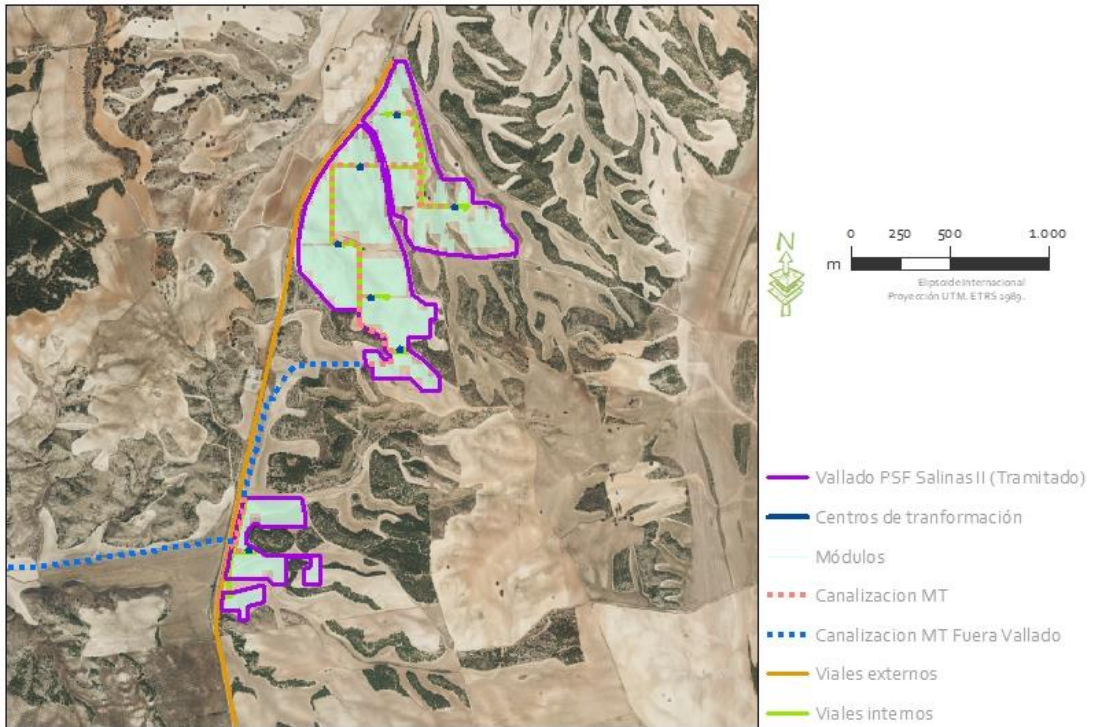 N
m
0 250 500 1.000
Elipsoide Internacional
Proyección UTM. ETRS 1989.
Vallado PSF Salinas II (Tramitado)
Centros de tranformación
Módulos
Canalizacion MT
Canalizacion MT Fuera Vallado
Viales externos
Viales internos